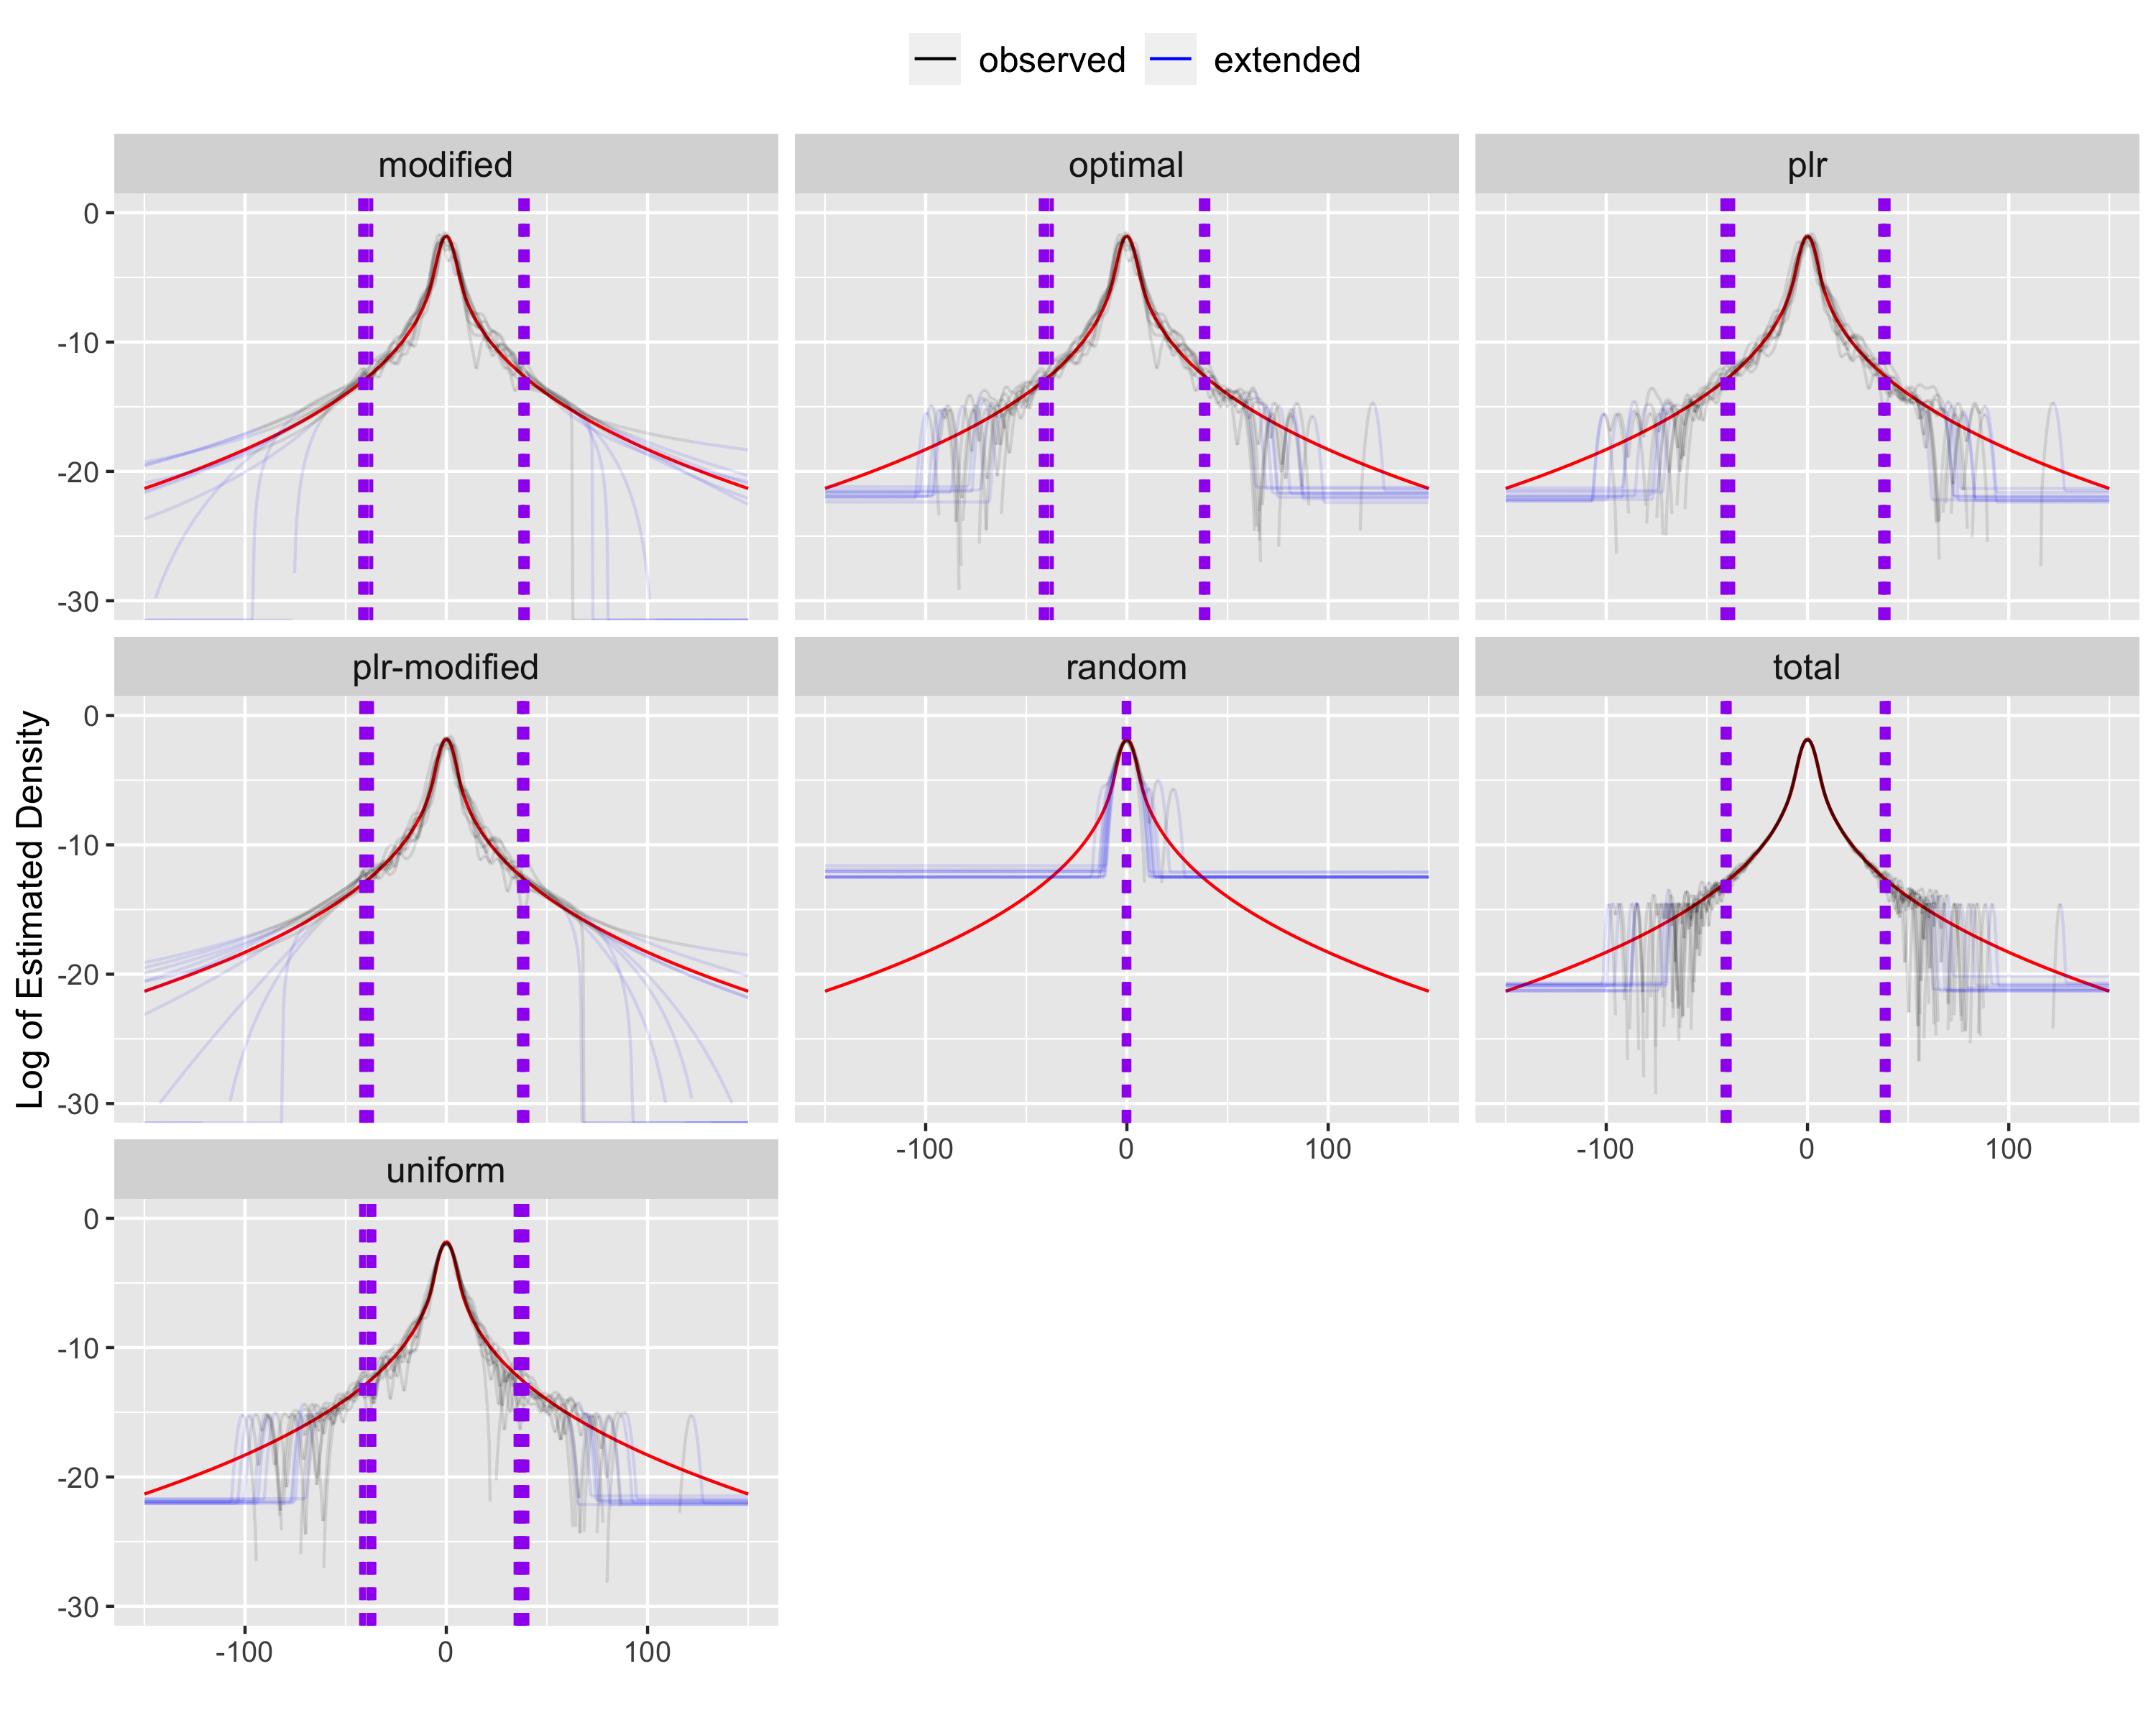 observed extended
modified optimal plr
0
-10
-20
-30
plr-modified random total
0
-10
-20
-30
-100 0 100 -100 0 100
uniform
0
-10
-20
-30
-100 0 100
Log of Estimated Density